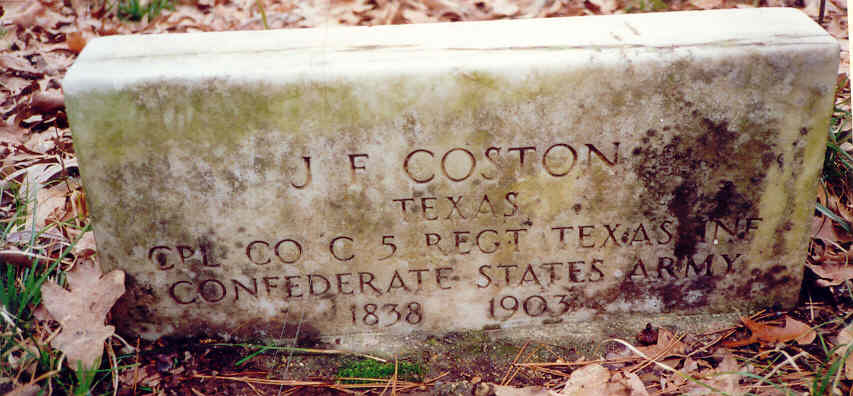 J F COSTON
TEXAS
CPL CO C 5 REGT TEXAS INF
CONFEDERATE STATES ARMY
1838 1903